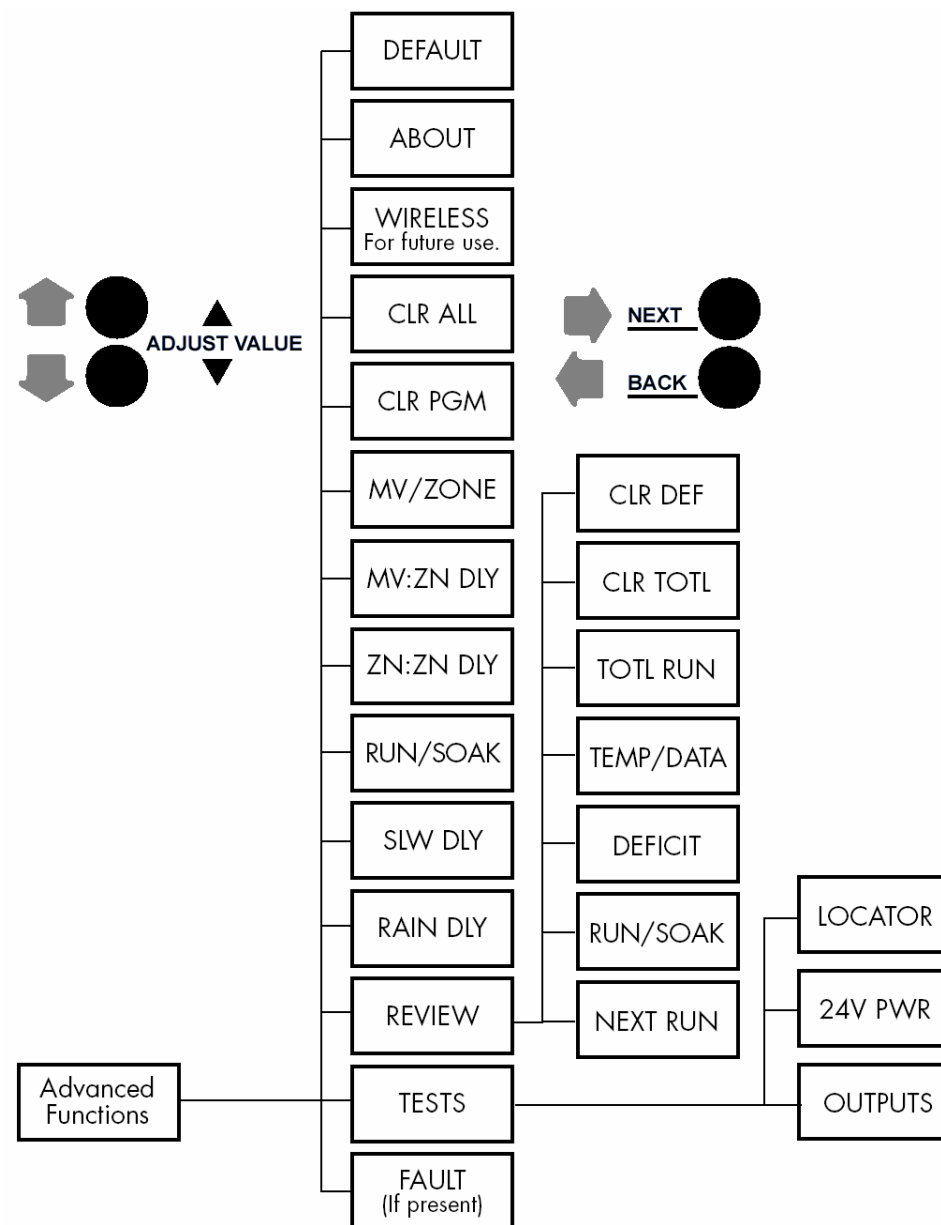 DEFAULT
ABOUT
WIRELESS
For future use.
CLR ALL
CLR PGM
MV/ZONE
MV:ZN DLY
ZN:ZN DLY
RUN/SOAK
SLW DLY
RAIN DLY
REVIEW
TESTS
FAULT
(If present)
ADJUST VALUE
NEXT
BACK
CLR DEF
CLR TOTL
TOTL RUN
TEMP/DATA
DEFICIT
RUN/SOAK
NEXT RUN
LOCATOR
24V PWR
OUTPUTS
Advanced
Functions